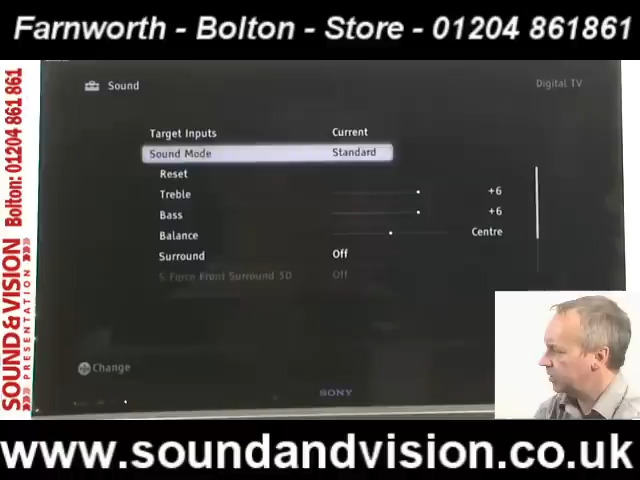 Farnworth - Bolton - Store - 01204 861861
Bolton: 01204 861 861
SOUND&VISION
PRESENTATION
Sound
Digital TV
Target Inputs Current
Sound Mode Standard
Reset
Treble +6
Bass +6
Balance Centre
Surround Off
S-Force Front Surround 3D Off
Change
SONY
www.soundandvision.co.uk